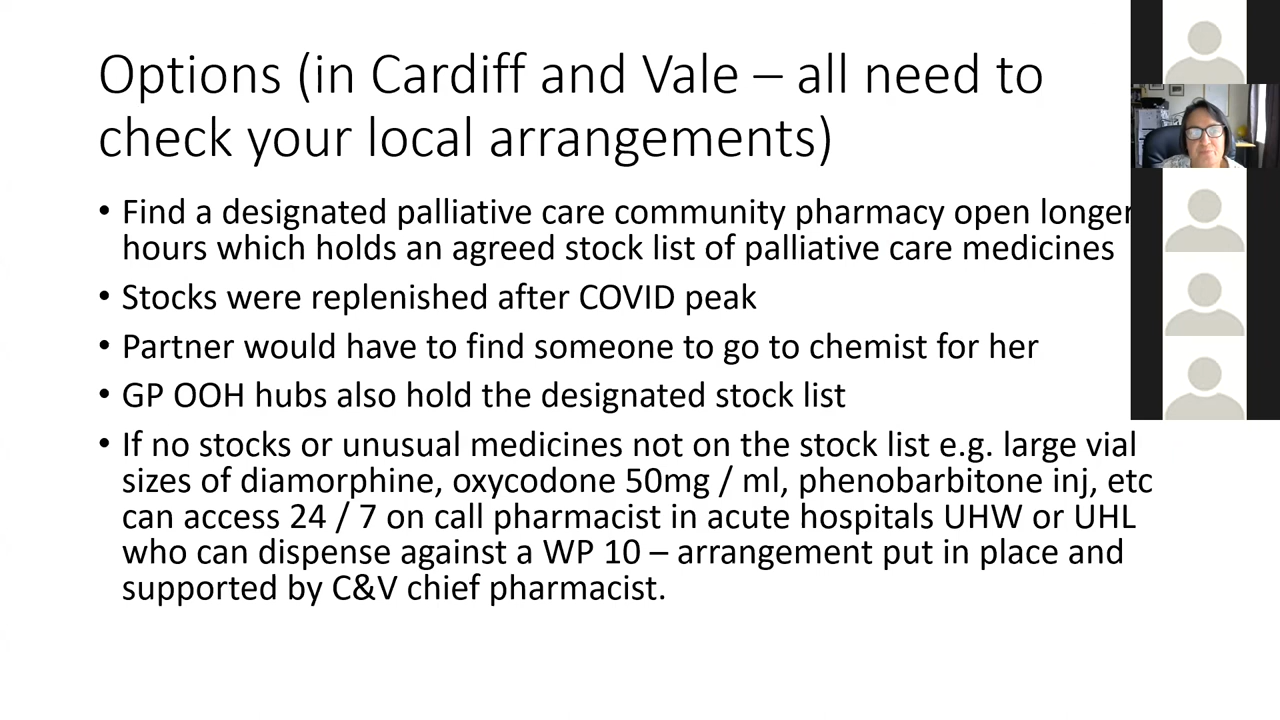 Options (in Cardiff and Vale – all need to
check your local arrangements)
• Find a designated palliative care community pharmacy open longer
hours which holds an agreed stock list of palliative care medicines
• Stocks were replenished after COVID peak
• Partner would have to find someone to go to chemist for her
• GP OOH hubs also hold the designated stock list
• If no stocks or unusual medicines not on the stock list e.g. large vial
sizes of diamorphine, oxycodone 50mg / ml, phenobarbitone inj, etc
can access 24 / 7 on call pharmacist in acute hospitals UHW or UHL
who can dispense against a WP 10 – arrangement put in place and
supported by C&V chief pharmacist.